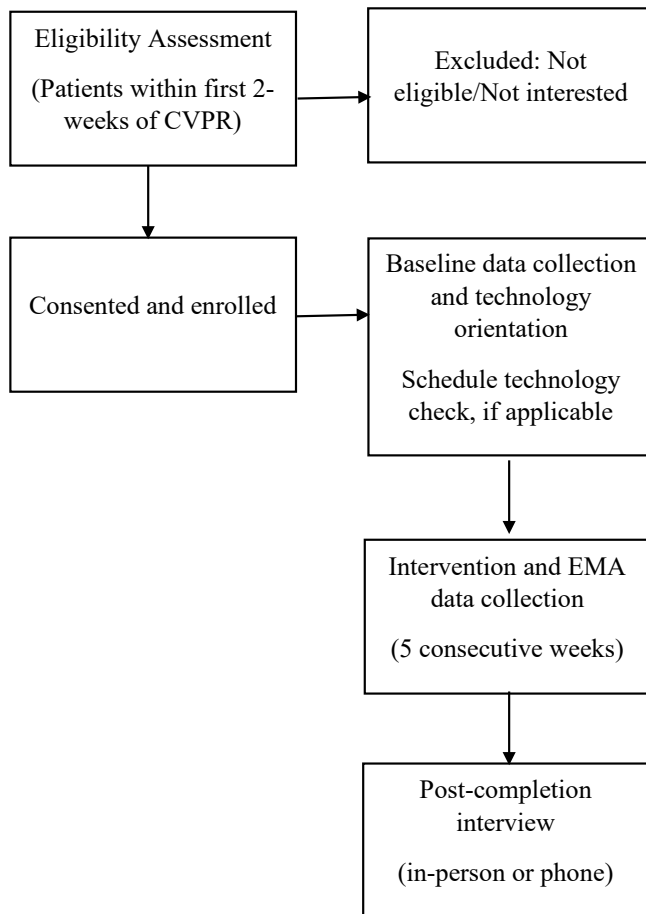 Eligibility Assessment
(Patients within first 2-
weeks of CVPR)
Excluded: Not
eligible/Not interested
Consented and enrolled
Baseline data collection
and technology
orientation
Schedule technology
check, if applicable
Intervention and EMA
data collection
(5 consecutive weeks)
Post-completion
interview
(in-person or phone)